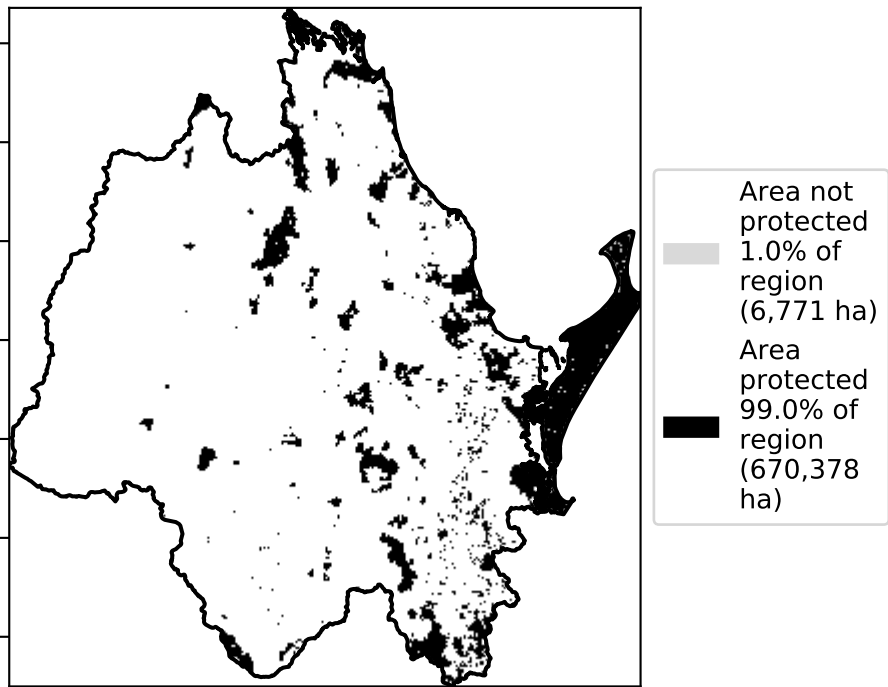 Area not
protected
1.0% of
region
(6,771 ha)
Area
protected
99.0% of
region
(670,378
ha)